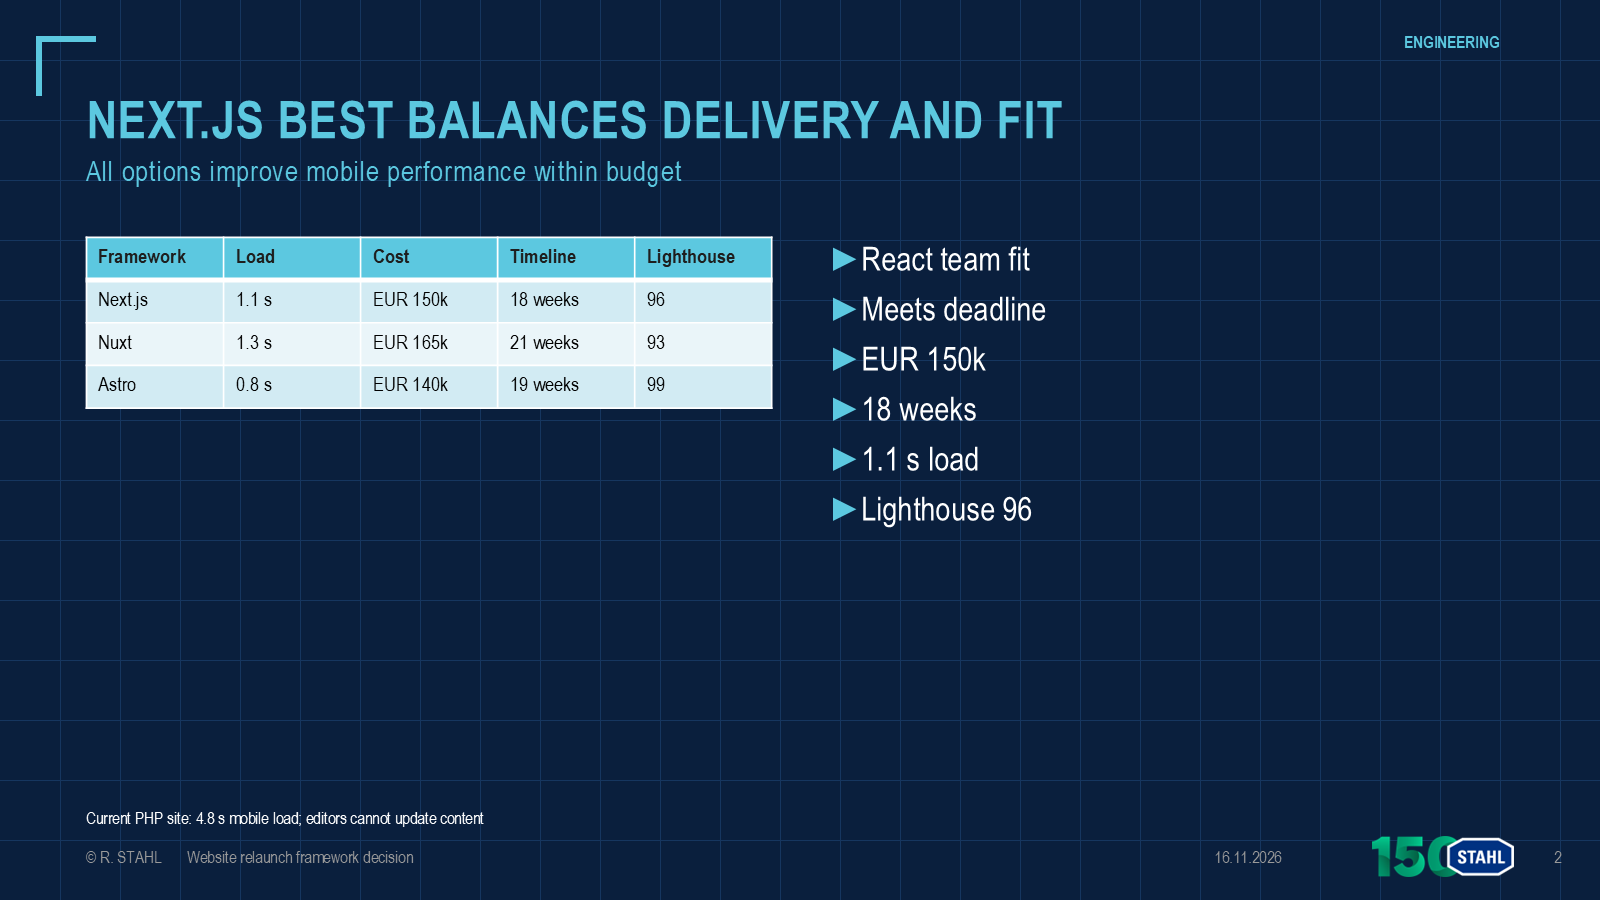 ENGINEERING
NEXT.JS BEST BALANCES DELIVERY AND FIT
All options improve mobile performance within budget
Framework Load Cost Timeline Lighthouse
Next.js 1.1 s EUR 150k 18 weeks 96
Nuxt 1.3 s EUR 165k 21 weeks 93
Astro 0.8 s EUR 140k 19 weeks 99
React team fit
Meets deadline
EUR 150k
18 weeks
1.1 s load
Lighthouse 96
Current PHP site: 4.8 s mobile load; editors cannot update content
© R. STAHL Website relaunch framework decision 16.11.2026 150 STAHL 2